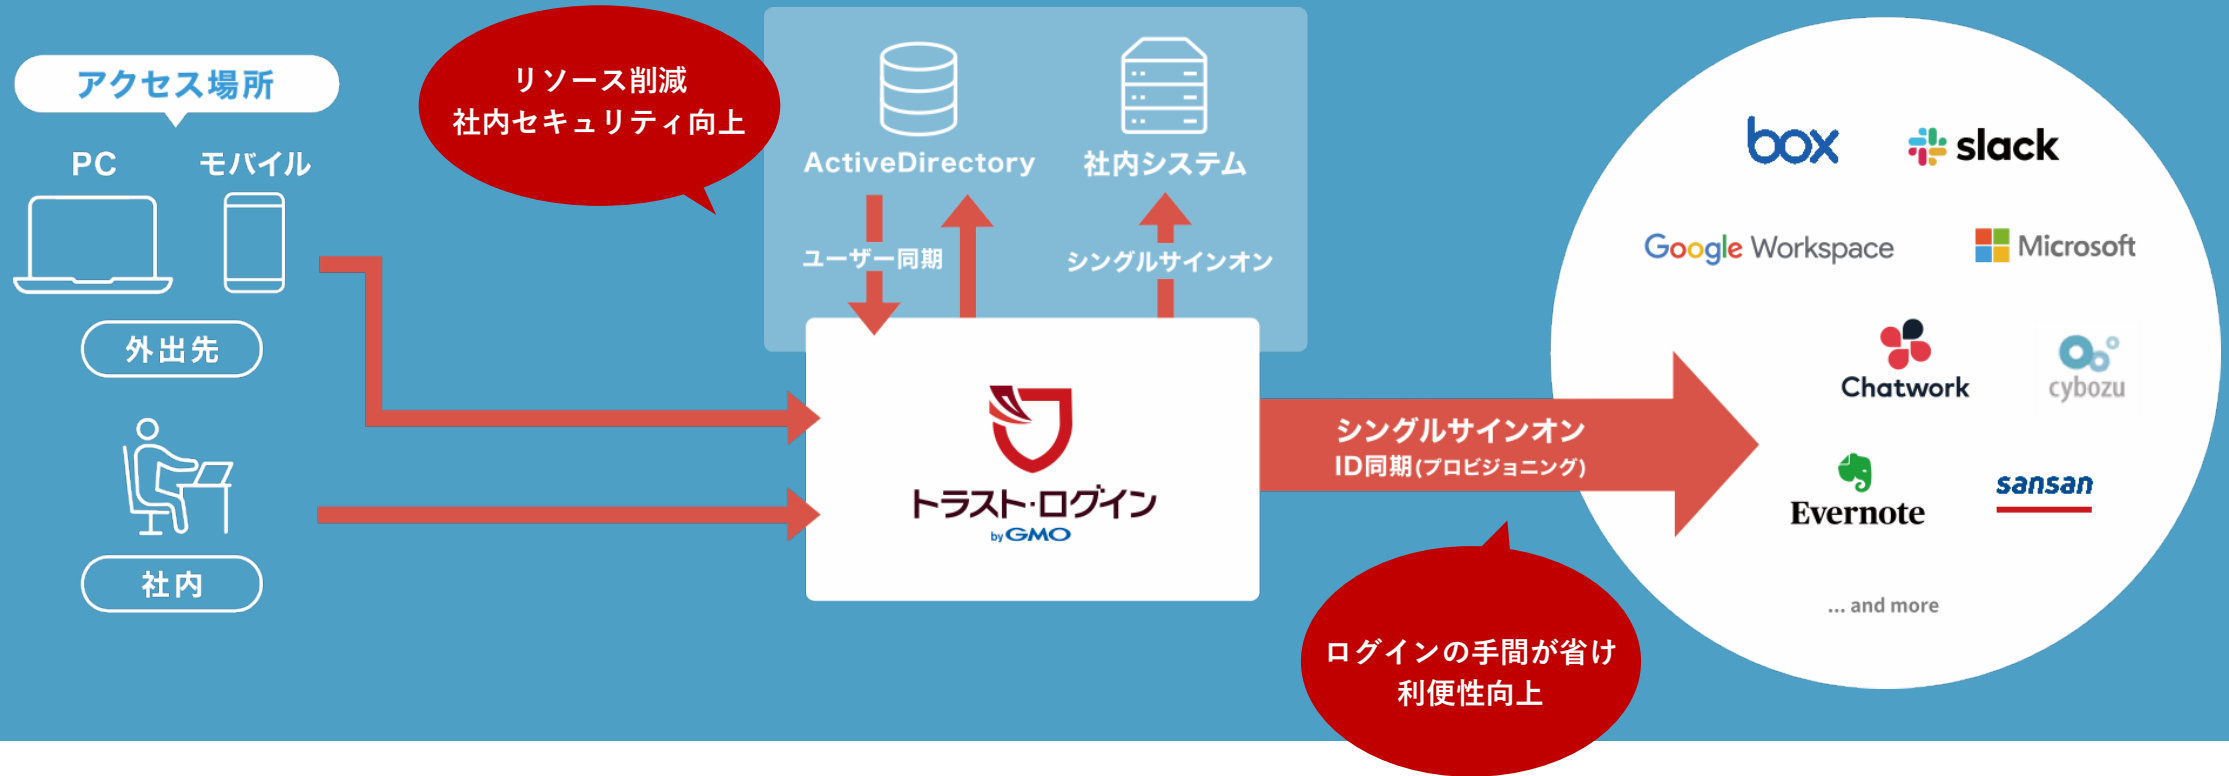 アクセス場所
PC
モバイル
外出先
社内
リソース削減
社内セキュリティ向上
ActiveDirectory
社内システム
ユーザー同期
シングルサインオン
トラスト・ログイン
by GMO
シングルサインオン
ID同期(プロビジョニング)
ログインの手間が省け
利便性向上
box
slack
Google Workspace
Microsoft
Chatwork
cybozu
Evernote
sansan
... and more